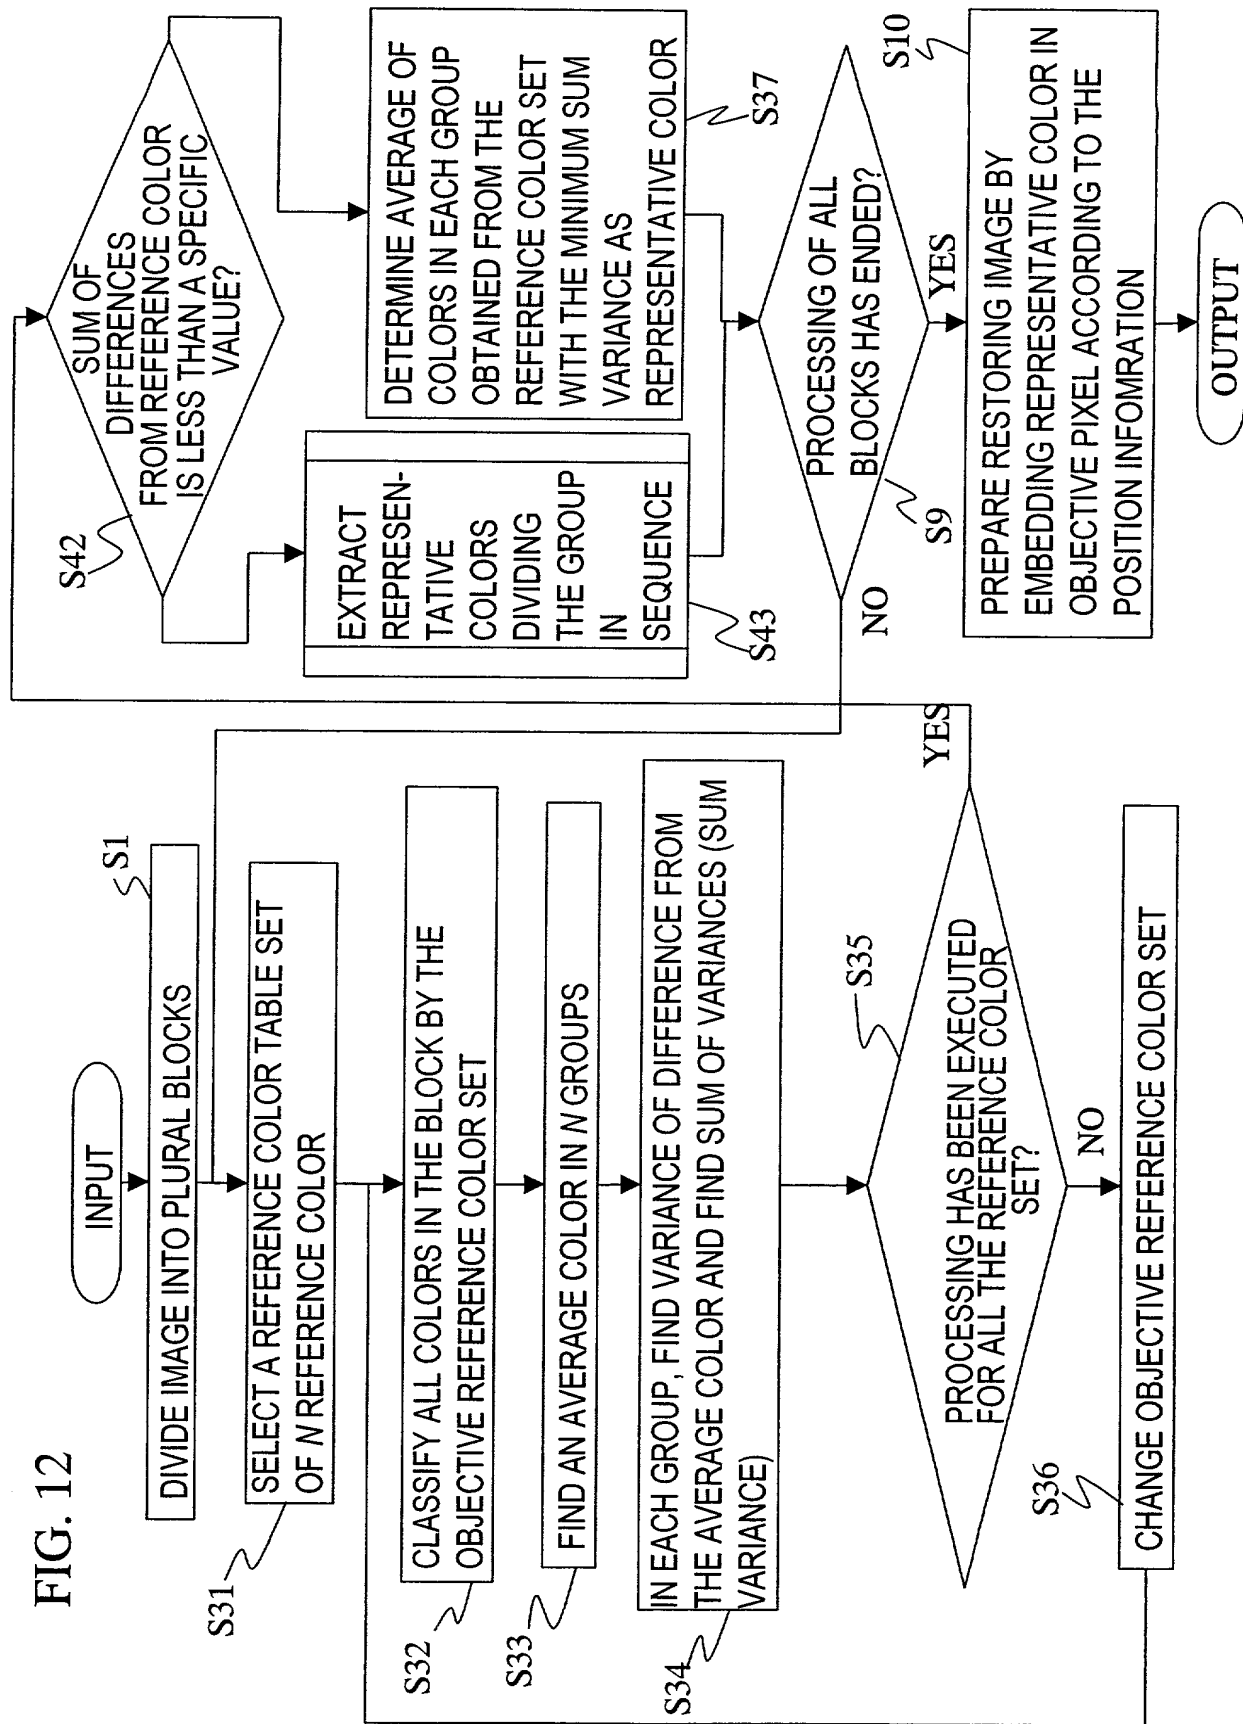 FIG. 12
INPUT
S1
DIVIDE IMAGE INTO PLURAL BLOCKS
S31
SELECT A REFERENCE COLOR TABLE SET
OF N REFERENCE COLOR
S32
CLASSIFY ALL COLORS IN THE BLOCK BY THE
OBJECTIVE REFERENCE COLOR SET
S33
FIND AN AVERAGE COLOR IN N GROUPS
S34
IN EACH GROUP, FIND VARIANCE OF DIFFERENCE FROM
THE AVERAGE COLOR AND FIND SUM OF VARIANCES (SUM
VARIANCE)
S35
PROCESSING HAS BEEN EXECUTED
FOR ALL THE REFERENCE COLOR
SET?
YES
NO
S36
CHANGE OBJECTIVE REFERENCE COLOR SET
S42
SUM OF
DIFFERENCES
FROM REFERENCE COLOR
IS LESS THAN A SPECIFIC
VALUE?
EXTRACT
REPRESEN-
TATIVE
COLORS
DIVIDING
THE GROUP
IN
SEQUENCE
S43
DETERMINE AVERAGE OF
COLORS IN EACH GROUP
OBTAINED FROM THE
REFERENCE COLOR SET
WITH THE MINIMUM SUM
VARIANCE AS
REPRESENTATIVE COLOR
S37
PROCESSING OF ALL
BLOCKS HAS ENDED?
S9
NO
YES
S10
PREPARE RESTORING IMAGE BY
EMBEDDING REPRESENTATIVE COLOR IN
OBJECTIVE PIXEL ACCORDING TO THE
POSITION INFOMRATION
OUTPUT